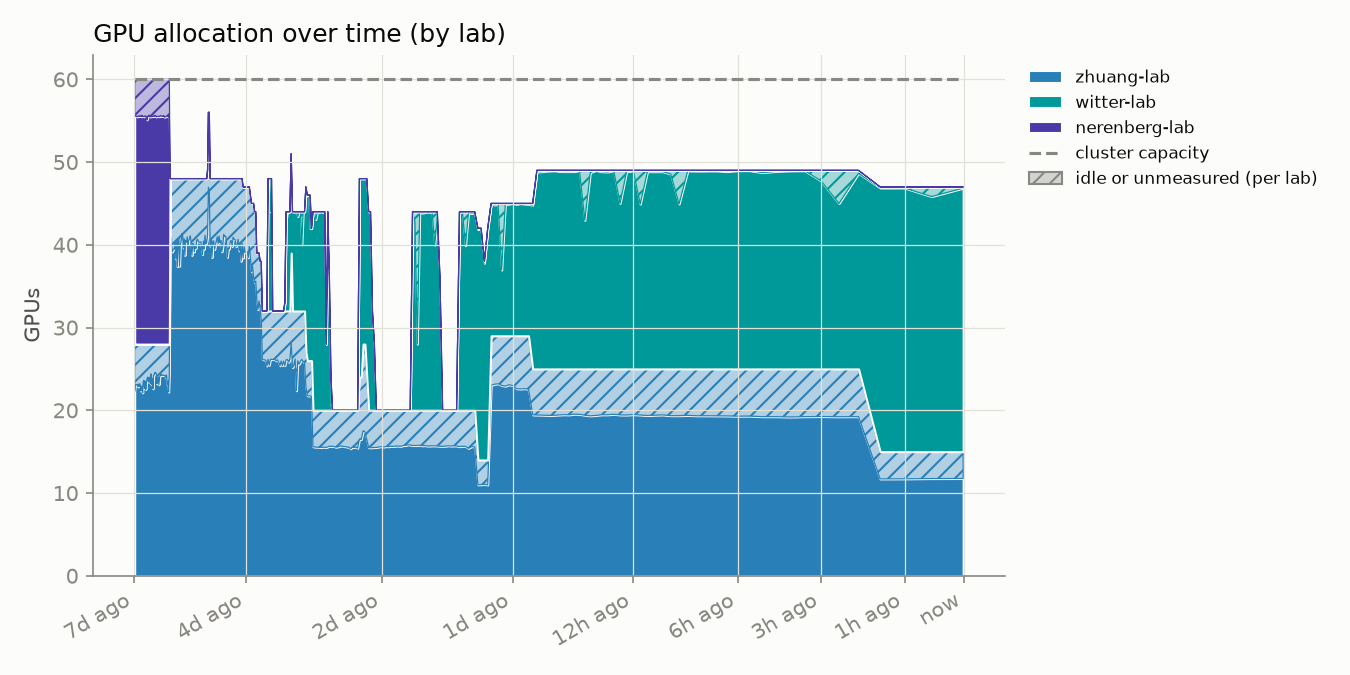 GPU allocation over time (by lab)
GPUs
60
50
40
30
20
10
0
7d ago
4d ago
2d ago
1d ago
12h ago
6h ago
3h ago
1h ago
now
zhuang-lab
witter-lab
nerenberg-lab
cluster capacity
idle or unmeasured (per lab)